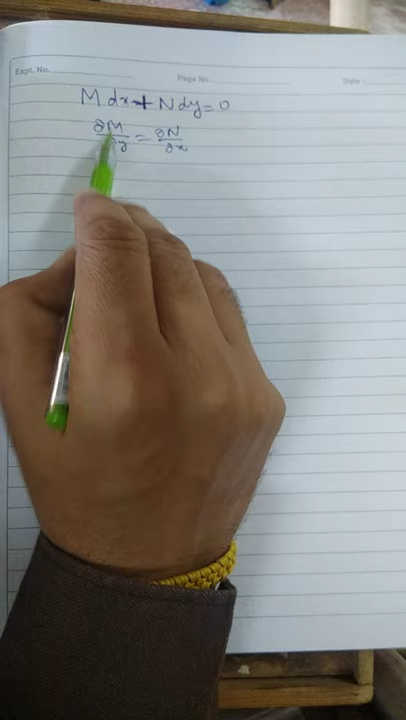 Expt. No.
Page No.
Date :
M dx + N dy = 0
∂M/∂y = ∂N/∂x